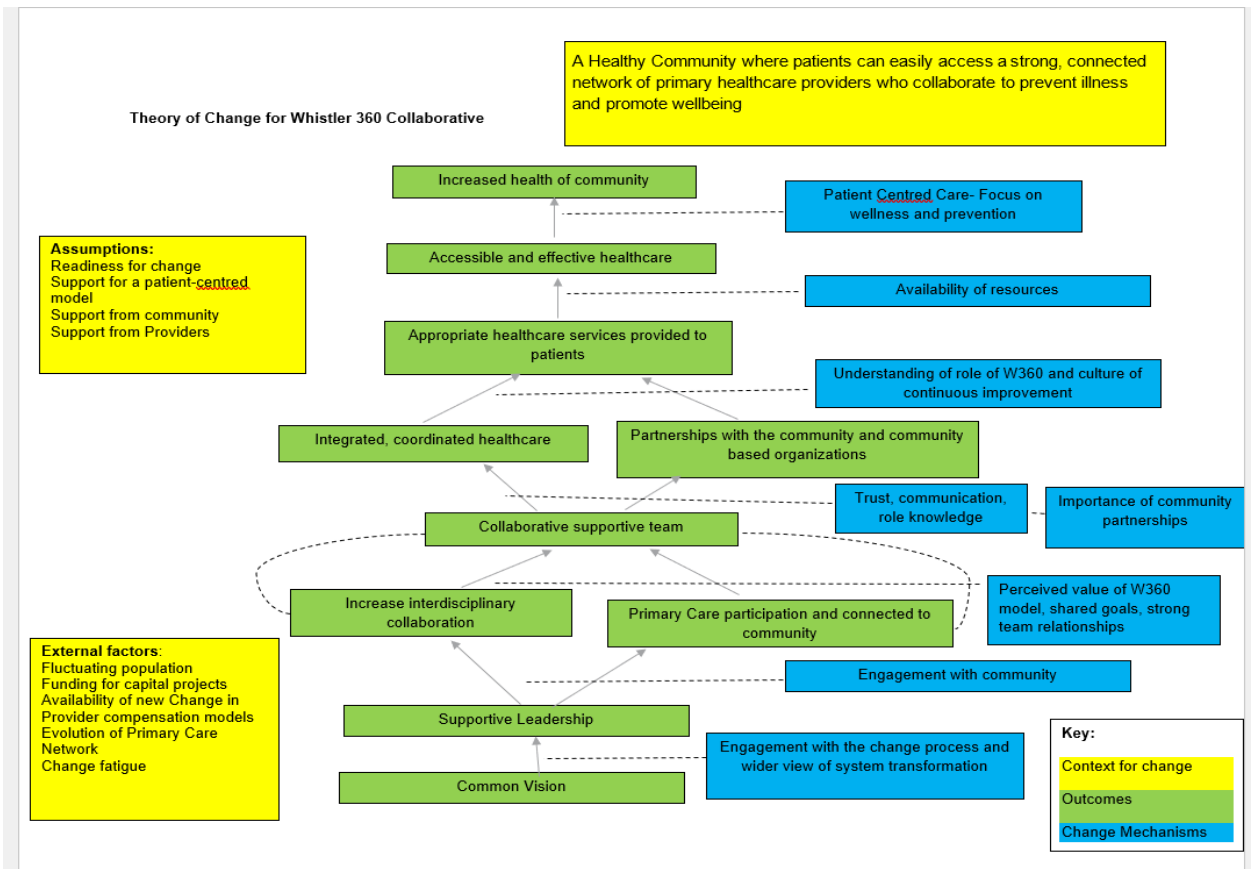 A Healthy Community where patients can easily access a strong, connected
network of primary healthcare providers who collaborate to prevent illness
and promote wellbeing
Theory of Change for Whistler 360 Collaborative
Increased health of community
Patient Centred Care- Focus on
wellness and prevention
Assumptions:
Readiness for change
Support for a patient-centred
model
Support from community
Support from Providers
Accessible and effective healthcare
Availability of resources
Appropriate healthcare services provided to
patients
Understanding of role of W360 and culture of
continuous improvement
Integrated, coordinated healthcare
Partnerships with the community and community
based organizations
Trust, communication,
role knowledge
Importance of community
partnerships
Collaborative supportive team
Increase interdisciplinary
collaboration
Primary Care participation and connected to
community
Perceived value of W360
model, shared goals, strong
team relationships
External factors:
Fluctuating population
Funding for capital projects
Availability of new Change in
Provider compensation models
Evolution of Primary Care
Network
Change fatigue
Engagement with community
Supportive Leadership
Engagement with the change process and
wider view of system transformation
Common Vision
Key:
Context for change
Outcomes
Change Mechanisms